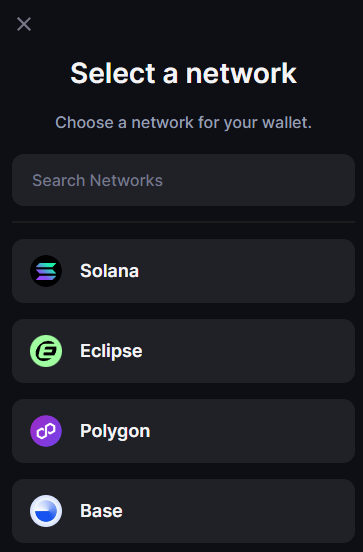 Select a network
Choose a network for your wallet.
Search Networks
Solana
Eclipse
Polygon
Base